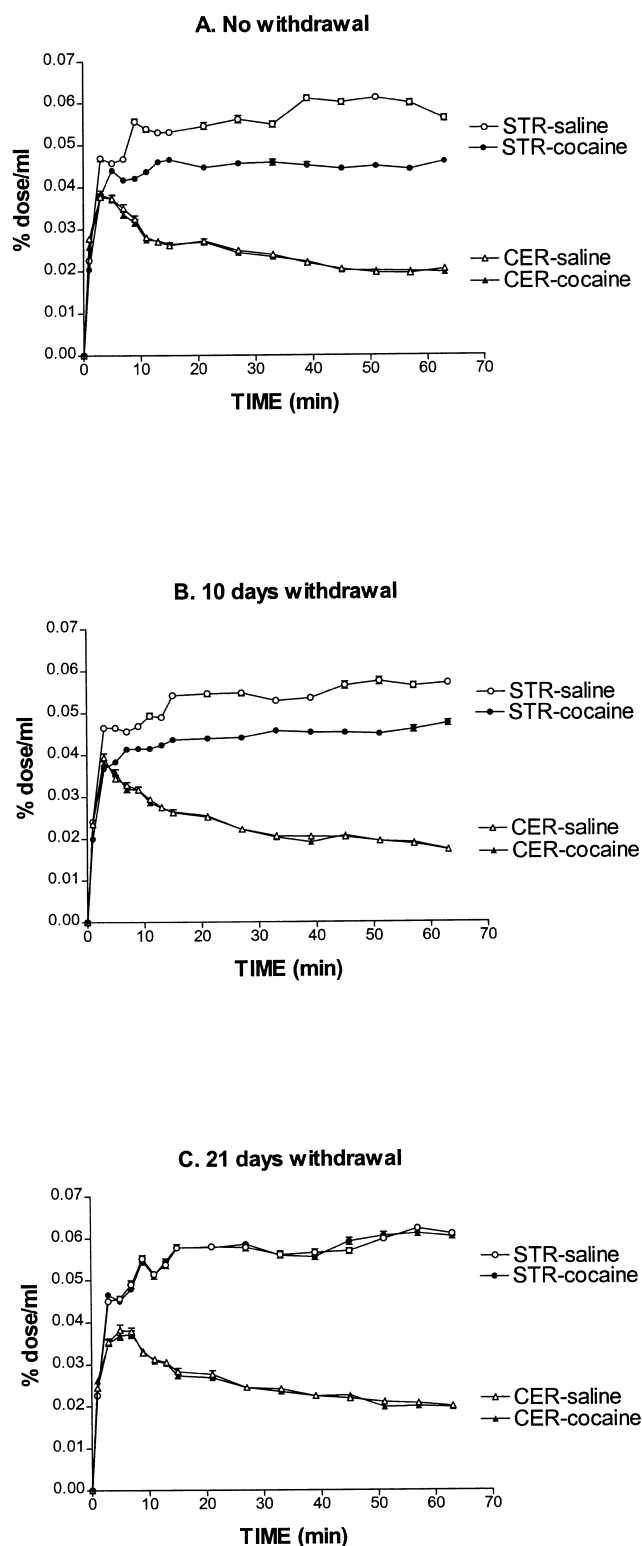 A. No withdrawal
0.07
0.06
0.05
0.04
0.03
0.02
0.01
0.00
% dose/ml
STR-saline
STR-cocaine
CER-saline
CER-cocaine
0 10 20 30 40 50 60 70
TIME (min)
B. 10 days withdrawal
0.07
0.06
0.05
0.04
0.03
0.02
0.01
0.00
% dose/ml
STR-saline
STR-cocaine
CER-saline
CER-cocaine
0 10 20 30 40 50 60 70
TIME (min)
C. 21 days withdrawal
0.07
0.06
0.05
0.04
0.03
0.02
0.01
0.00
% dose/ml
STR-saline
STR-cocaine
CER-saline
CER-cocaine
0 10 20 30 40 50 60 70
TIME (min)